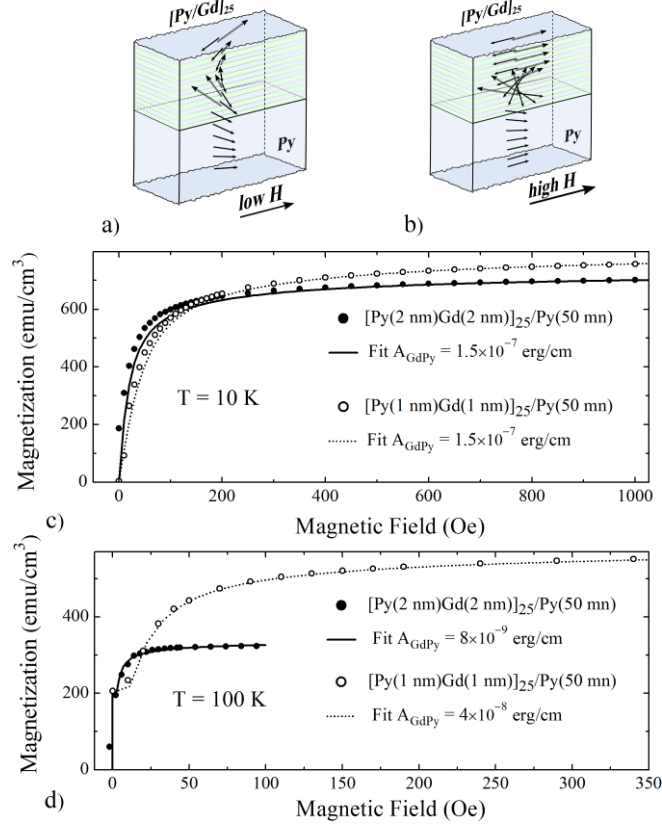 [Py/Gd]25
[Py/Gd]25
Py
Py
low H
high H
a)
b)
Magnetization (emu/cm³)
600
400
200
0
[Py(2 nm)Gd(2 nm)]25/Py(50 mn)
Fit AGdPy = 1.5×10⁻⁷ erg/cm
T = 10 K
[Py(1 nm)Gd(1 nm)]25/Py(50 mn)
Fit AGdPy = 1.5×10⁻⁷ erg/cm
0 200 400 600 800 1000
c)
Magnetic Field (Oe)
Magnetization (emu/cm³)
400
200
0
[Py(2 nm)Gd(2 nm)]25/Py(50 mn)
Fit AGdPy = 8×10⁻⁹ erg/cm
T = 100 K
[Py(1 nm)Gd(1 nm)]25/Py(50 mn)
Fit AGdPy = 4×10⁻⁸ erg/cm
0 50 100 150 200 250 300 350
d)
Magnetic Field (Oe)